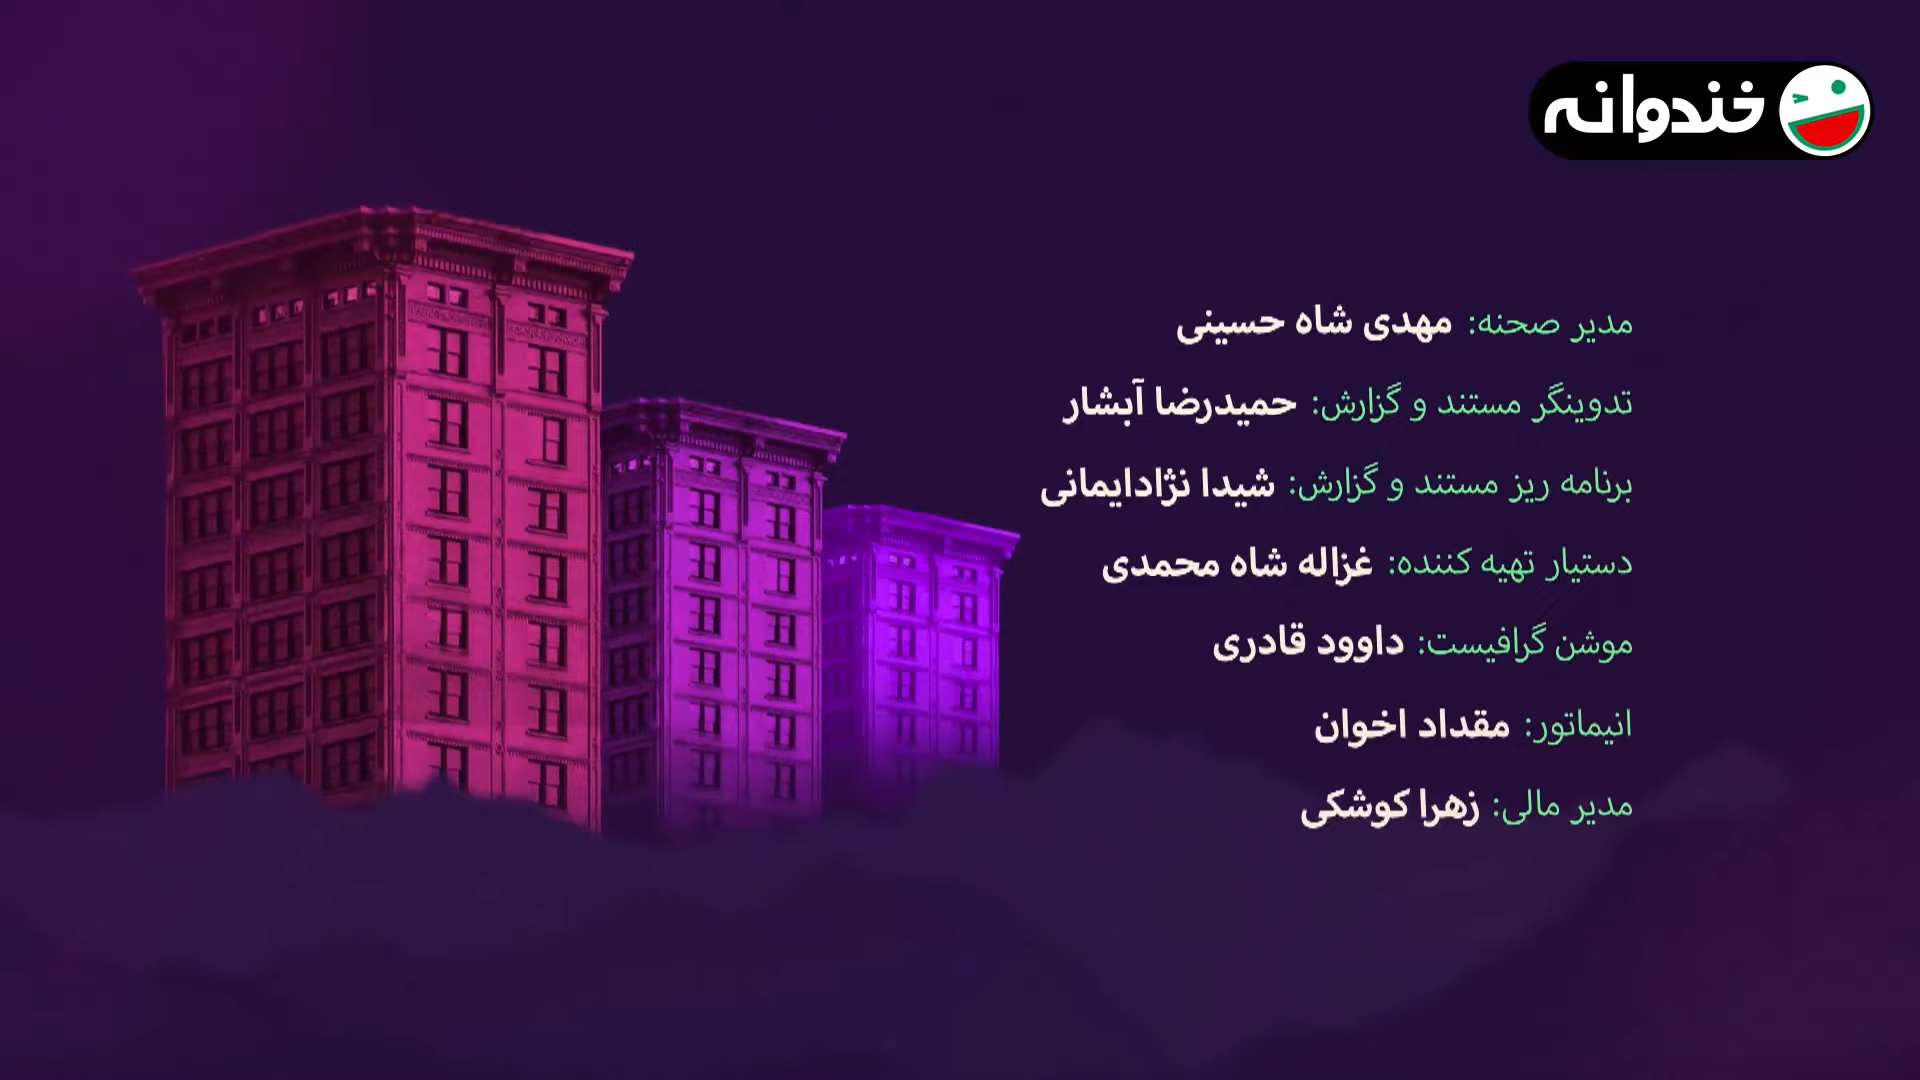 خندوانه
مدیر صحنه: مهدی شاه حسینی
تدوینگر مستند و گزارش: حمیدرضا آبشار
برنامه ریز مستند و گزارش: شیدا نژادایمانی
دستیار تهیه کننده: غزاله شاه محمدی
موشن گرافیست: داوود قادری
انیماتور: مقداد اخوان
مدیر مالی: زهرا کوشکی